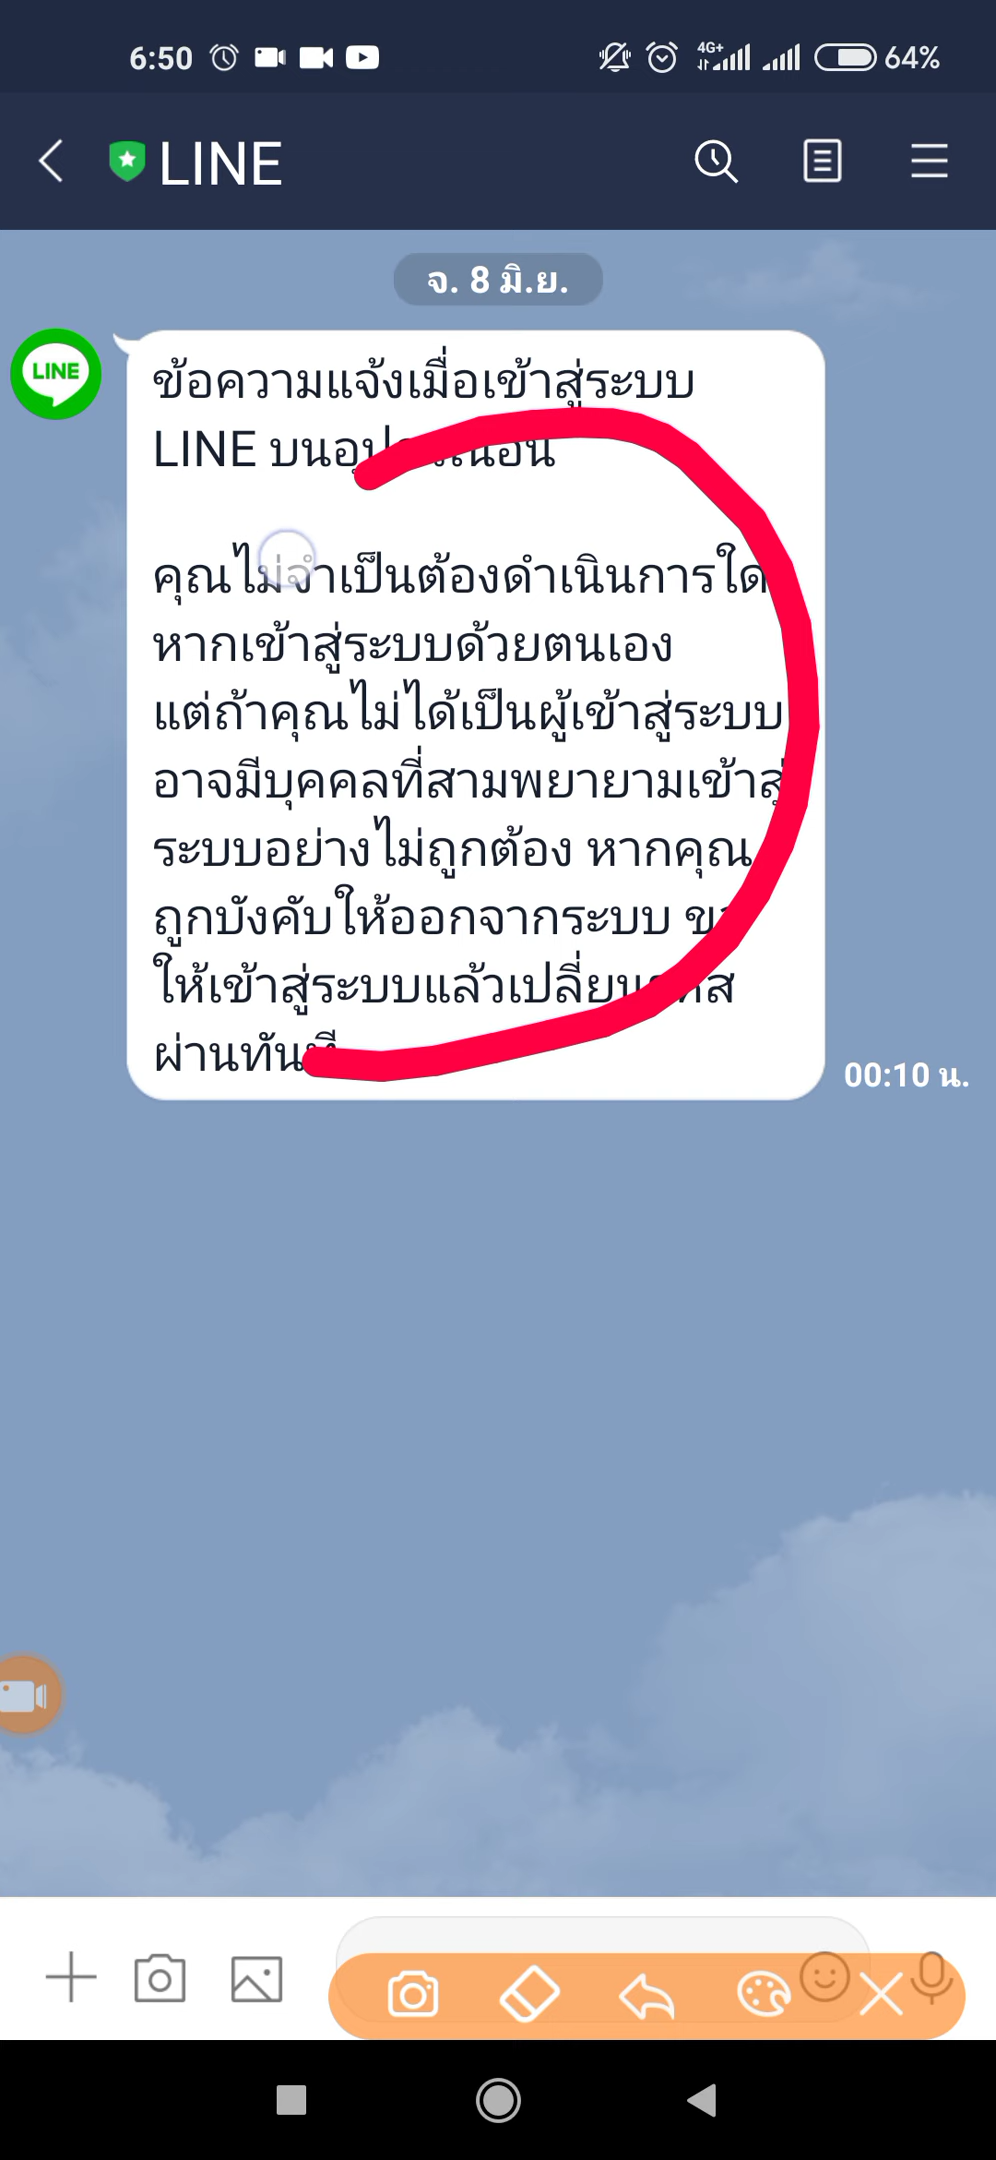 6:50
4G+
64%
LINE
จ. 8 มิ.ย.
LINE
ข้อความแจ้งเมื่อเข้าสู่ระบบ
LINE บน
คุณไม่จำเป็นต้องดำเนินการใด
หากเข้าสู่ระบบด้วยตนเอง
แต่ถ้าคุณไม่ได้เป็นผู้เข้าสู่ระบบ
อาจมีบุคคลที่สามพยายามเข้าสู่
ระบบอย่างไม่ถูกต้อง หากคุณ
ถูกบังคับให้ออกจากระบบ
ให้เข้าสู่ระบบแล้วเปลี่ยน
ผ่านทันที
00:10 น.